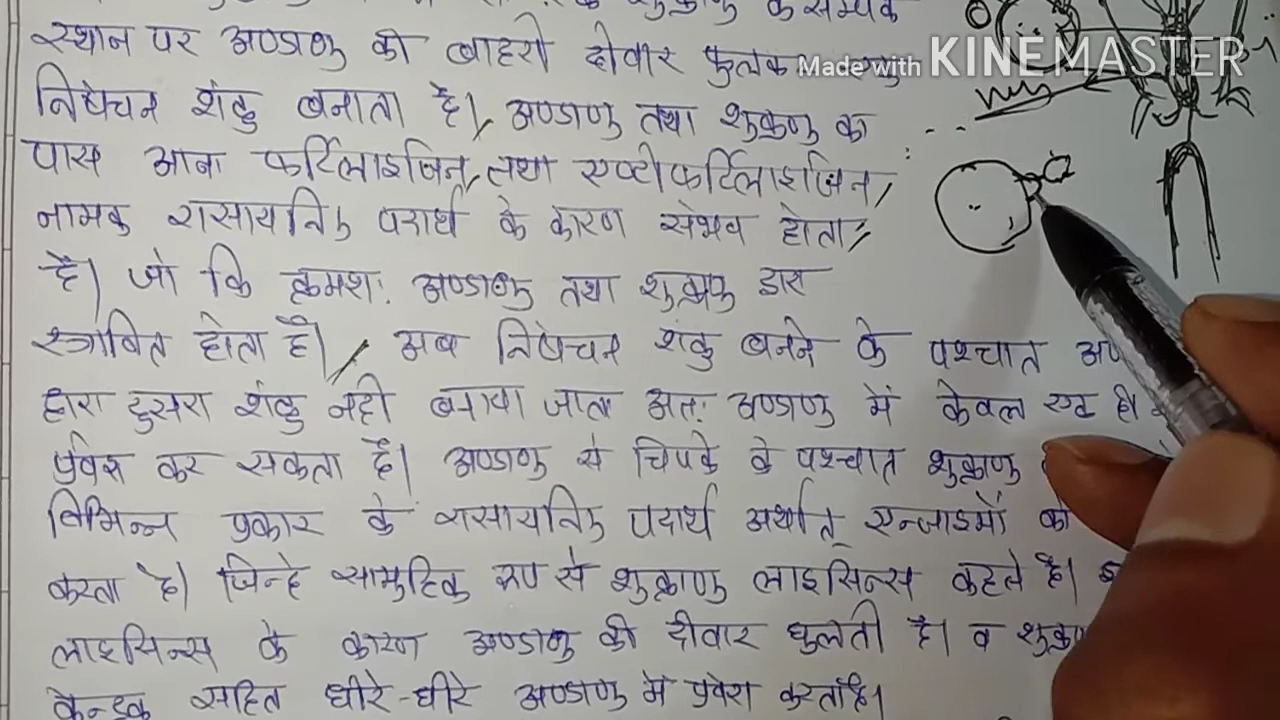 शुक्राणु के सम्पर्क
स्थान पर अण्डाणु की बाहरी दीवार फुलकर
Made with KINEMASTER
निषेचन शंकु बनाता है। अण्डाणु तथा शुक्राणु का
पास आना फर्टिलाइजिन, तथा एण्टीफर्टिलाइजिन,
नामक रासायनिक पदार्थ के कारण संभव होता
है। जो कि क्रमश: अण्डाणु तथा शुक्राणु द्वारा
स्त्रावित होता है। अब निषेचन शंकु बनने के पश्चात
द्वारा दुसरा शंकु नही बनाया जाता अत: अण्डाणु में केवल एक ही
प्रवेश कर सकता है। अण्डाणु से चिपके के पश्चात शुक्राणु
विभिन्न प्रकार के रासायनिक पदार्थ अर्थात् एन्जाइमों को
करता है। जिन्हे सामुहिक रूप से शुक्राणु लाइसिन्स कहते है।
लाइसिन्स के कारण अण्डाणु की दीवार घुलती है। व
केन्द्रक सहित धीरे-धीरे अण्डाणु में प्रवेश करता है।